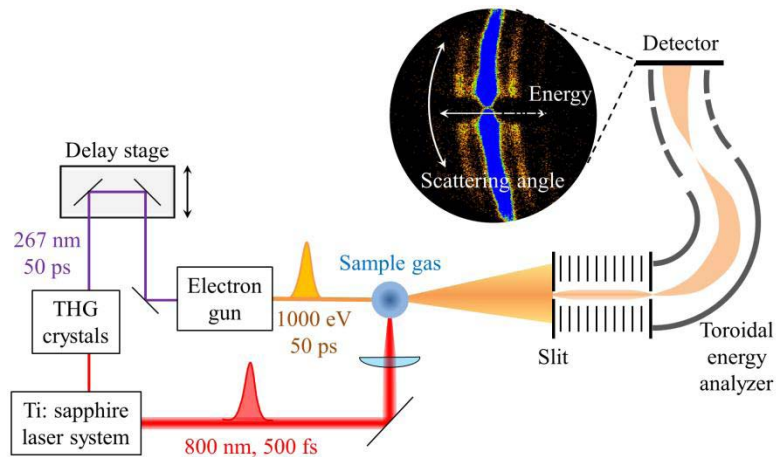 Detector
Energy
Scattering angle
Delay stage
267 nm
50 ps
THG
crystals
Electron
gun
1000 eV
50 ps
Sample gas
Slit
Toroidal
energy
analyzer
Ti: sapphire
laser system
800 nm, 500 fs